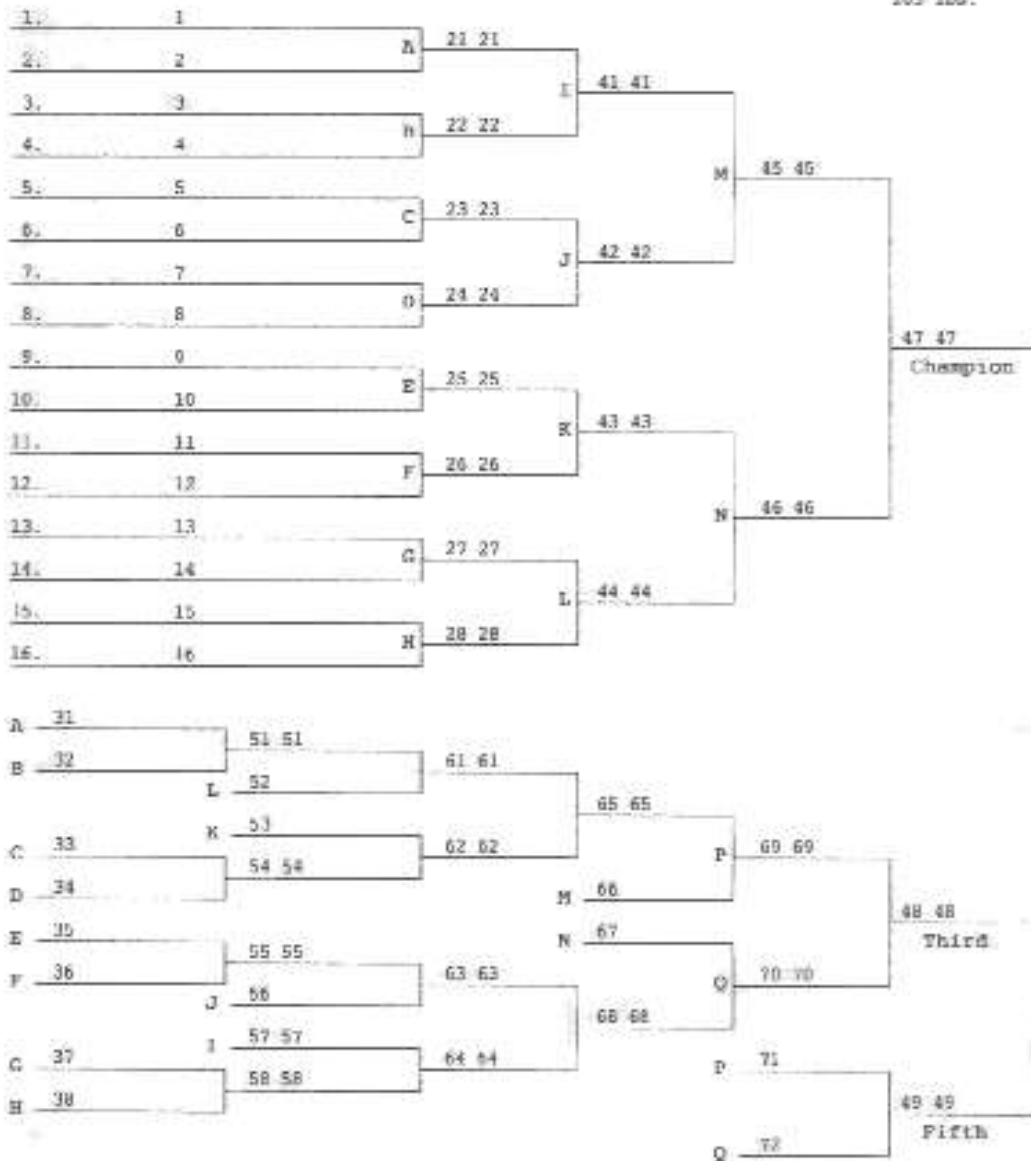 1. 1
A 21 21
2. 2
I 41 41
3. 3
B 22 22
4. 4
M 45 45
5. 5
C 23 23
6. 6
J 42 42
7. 7
O 24 24
8. 8
47 47
Champion
9. 9
E 25 25
10. 10
K 43 43
11. 11
F 26 26
12. 12
N 46 46
13. 13
G 27 27
14. 14
L 44 44
15. 15
H 28 28
16. 16
A 31
51 51
B 32
61 61
L 52
65 65
K 53
C 33
62 62
P 69 69
54 54
D 34
M 66
48 48
Third
E 35
N 67
55 55
F 36
63 63
Q 70 70
J 56
68 68
I 57 57
G 37
64 64
P 71
58 58
H 38
49 49
Fifth
Q 72